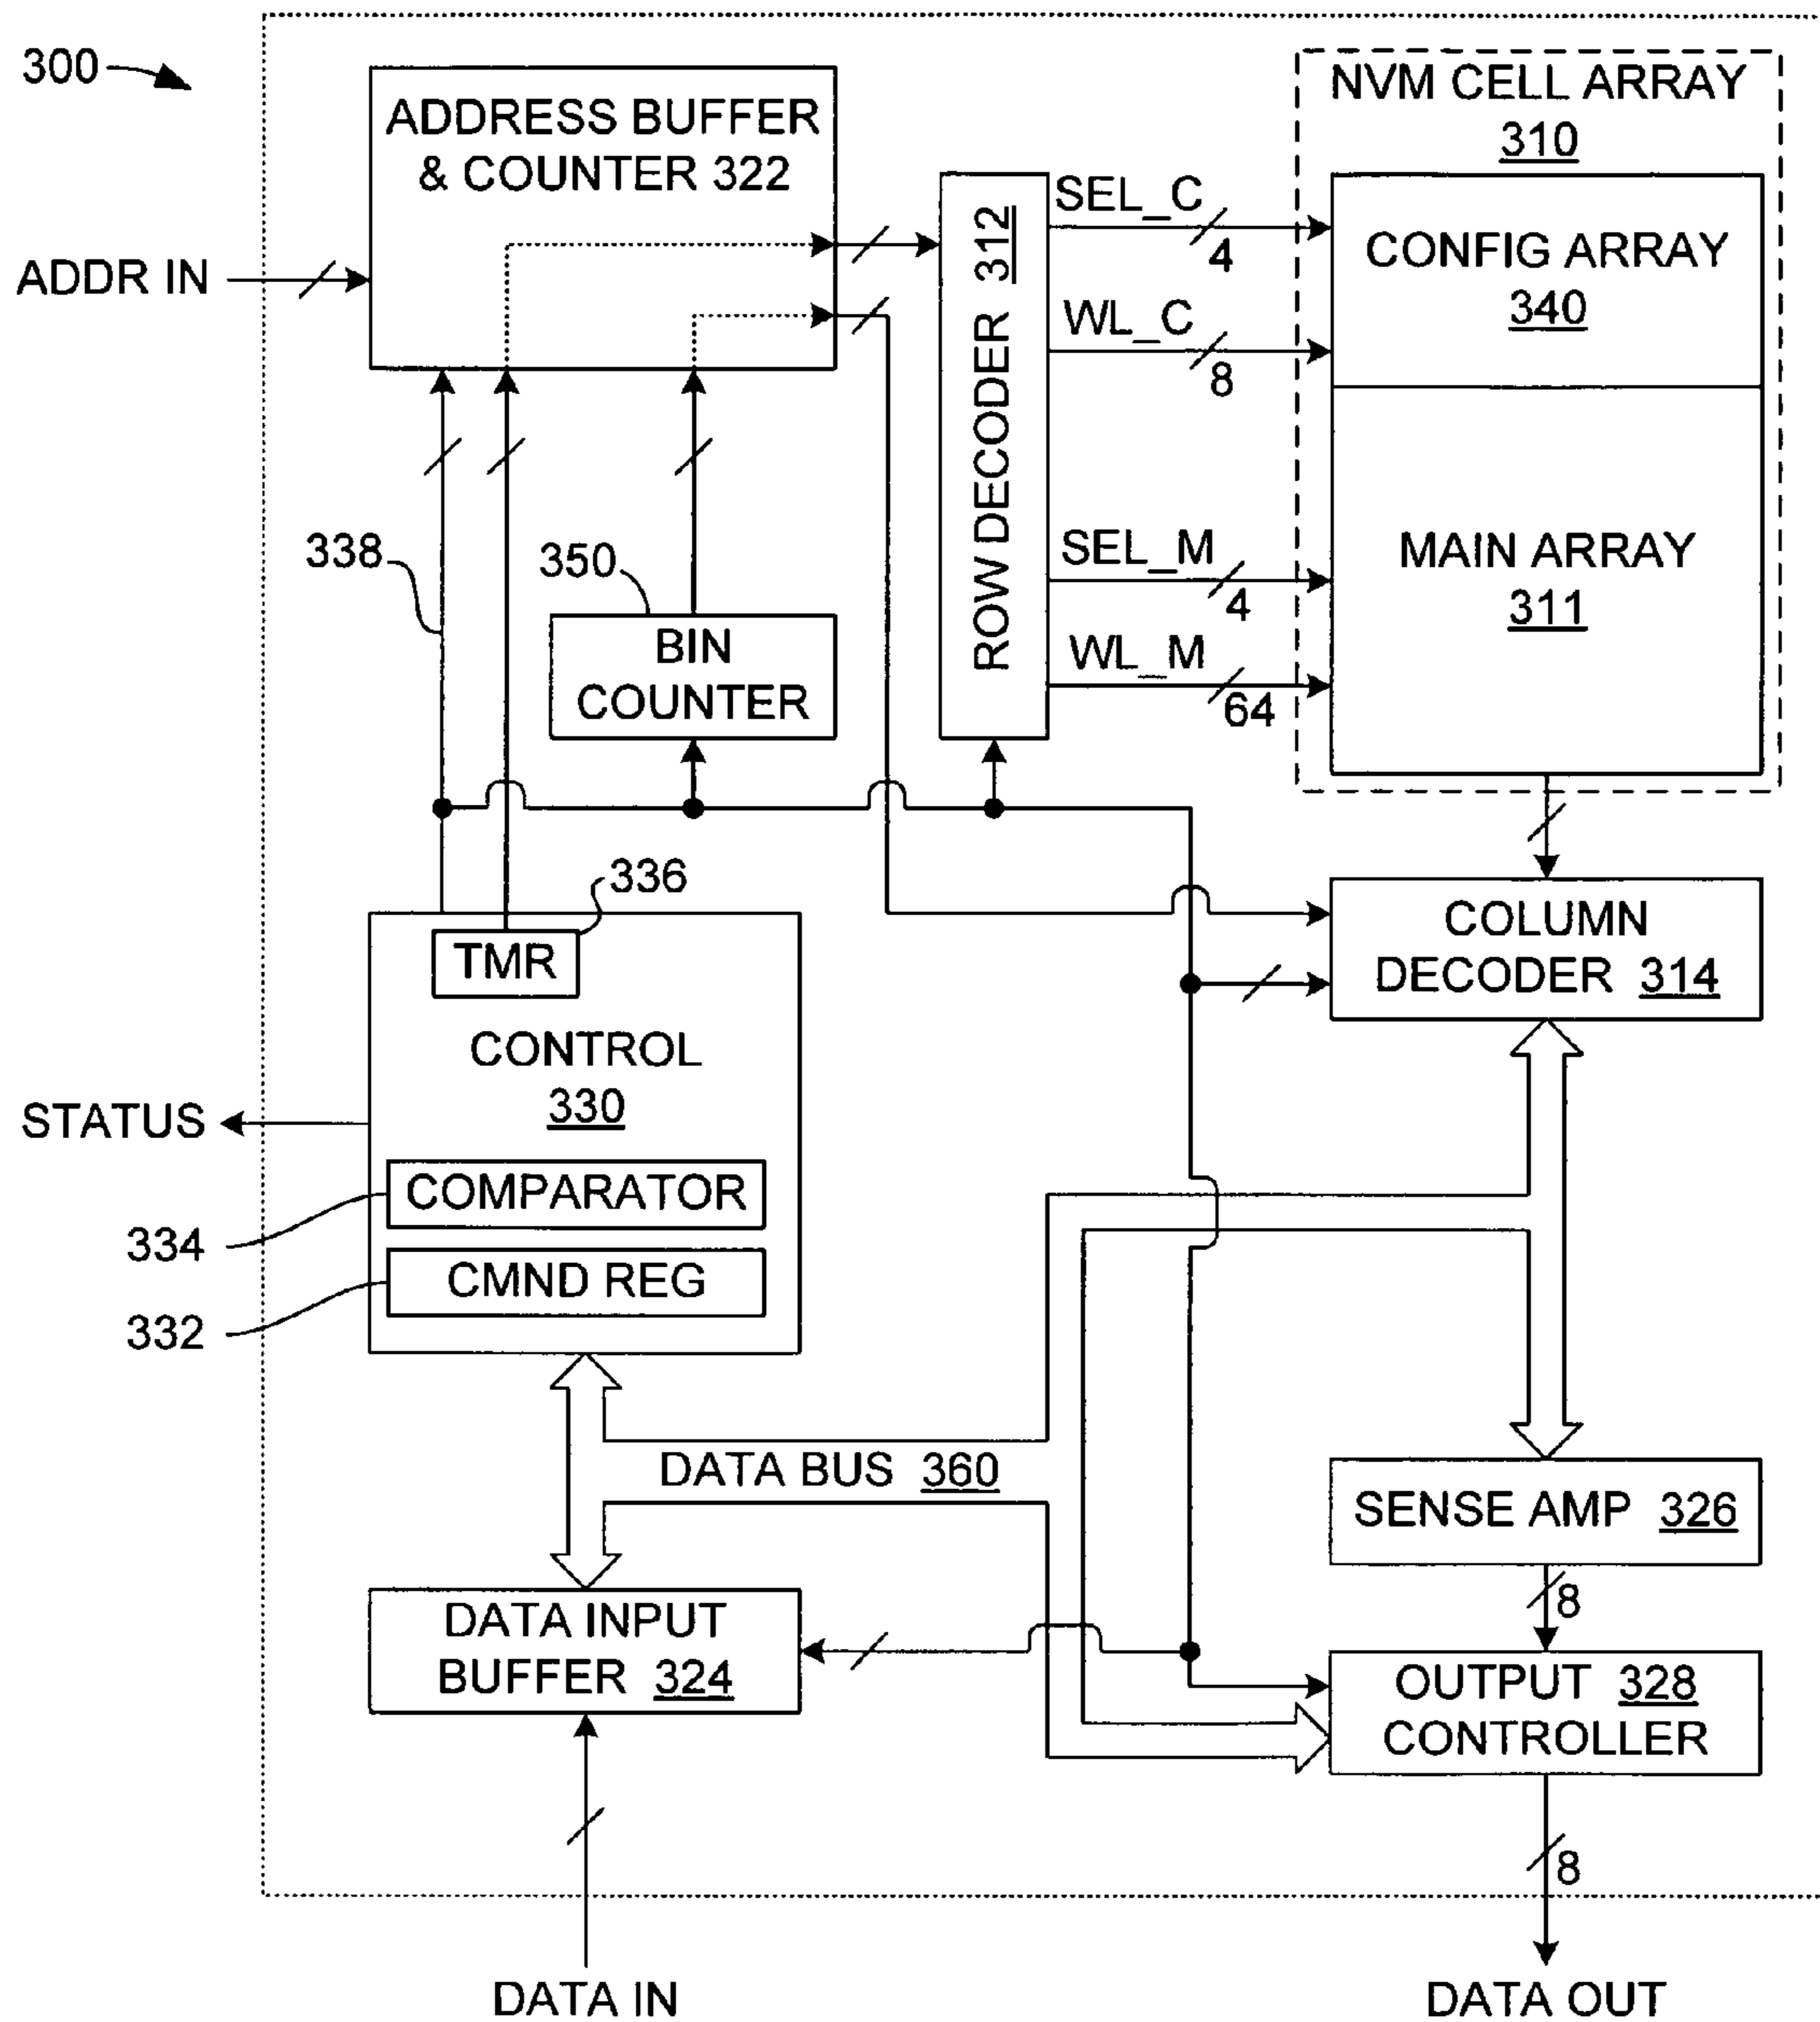 300
ADDRESS BUFFER
& COUNTER 322
NVM CELL ARRAY
310
ADDR IN
ROW DECODER 312
SEL_C
4
WL_C
8
CONFIG ARRAY
340
SEL_M
4
WL_M
64
MAIN ARRAY
311
338
350
BIN
COUNTER
336
TMR
COLUMN
DECODER 314
CONTROL
330
STATUS
COMPARATOR
334
CMND REG
332
DATA BUS 360
SENSE AMP 326
8
DATA INPUT
BUFFER 324
OUTPUT 328
CONTROLLER
8
DATA IN
DATA OUT